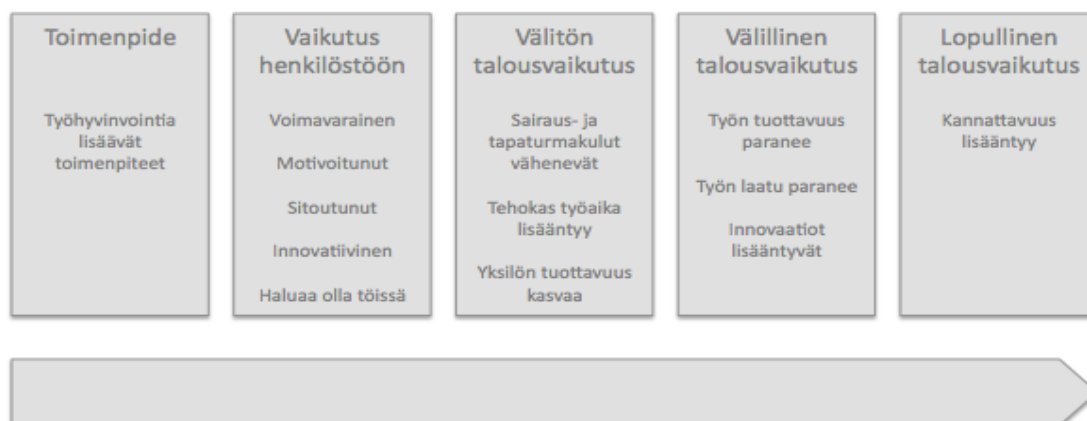 Toimenpide
Työhyvinvointia
lisäävät
toimenpiteet
Vaikutus
henkilöstöön
Voimavarainen
Motivoitunut
Sitoutunut
Innovatiivinen
Haluaa olla töissä
Välitön
talousvaikutus
Sairaus- ja
tapaturmakulut
vähenevät
Tehokas työaika
lisääntyy
Yksilön tuottavuus
kasvaa
Välillinen
talousvaikutus
Työn tuottavuus
paranee
Työn laatu paranee
Innovaatiot
lisääntyvät
Lopullinen
talousvaikutus
Kannattavuus
lisääntyy